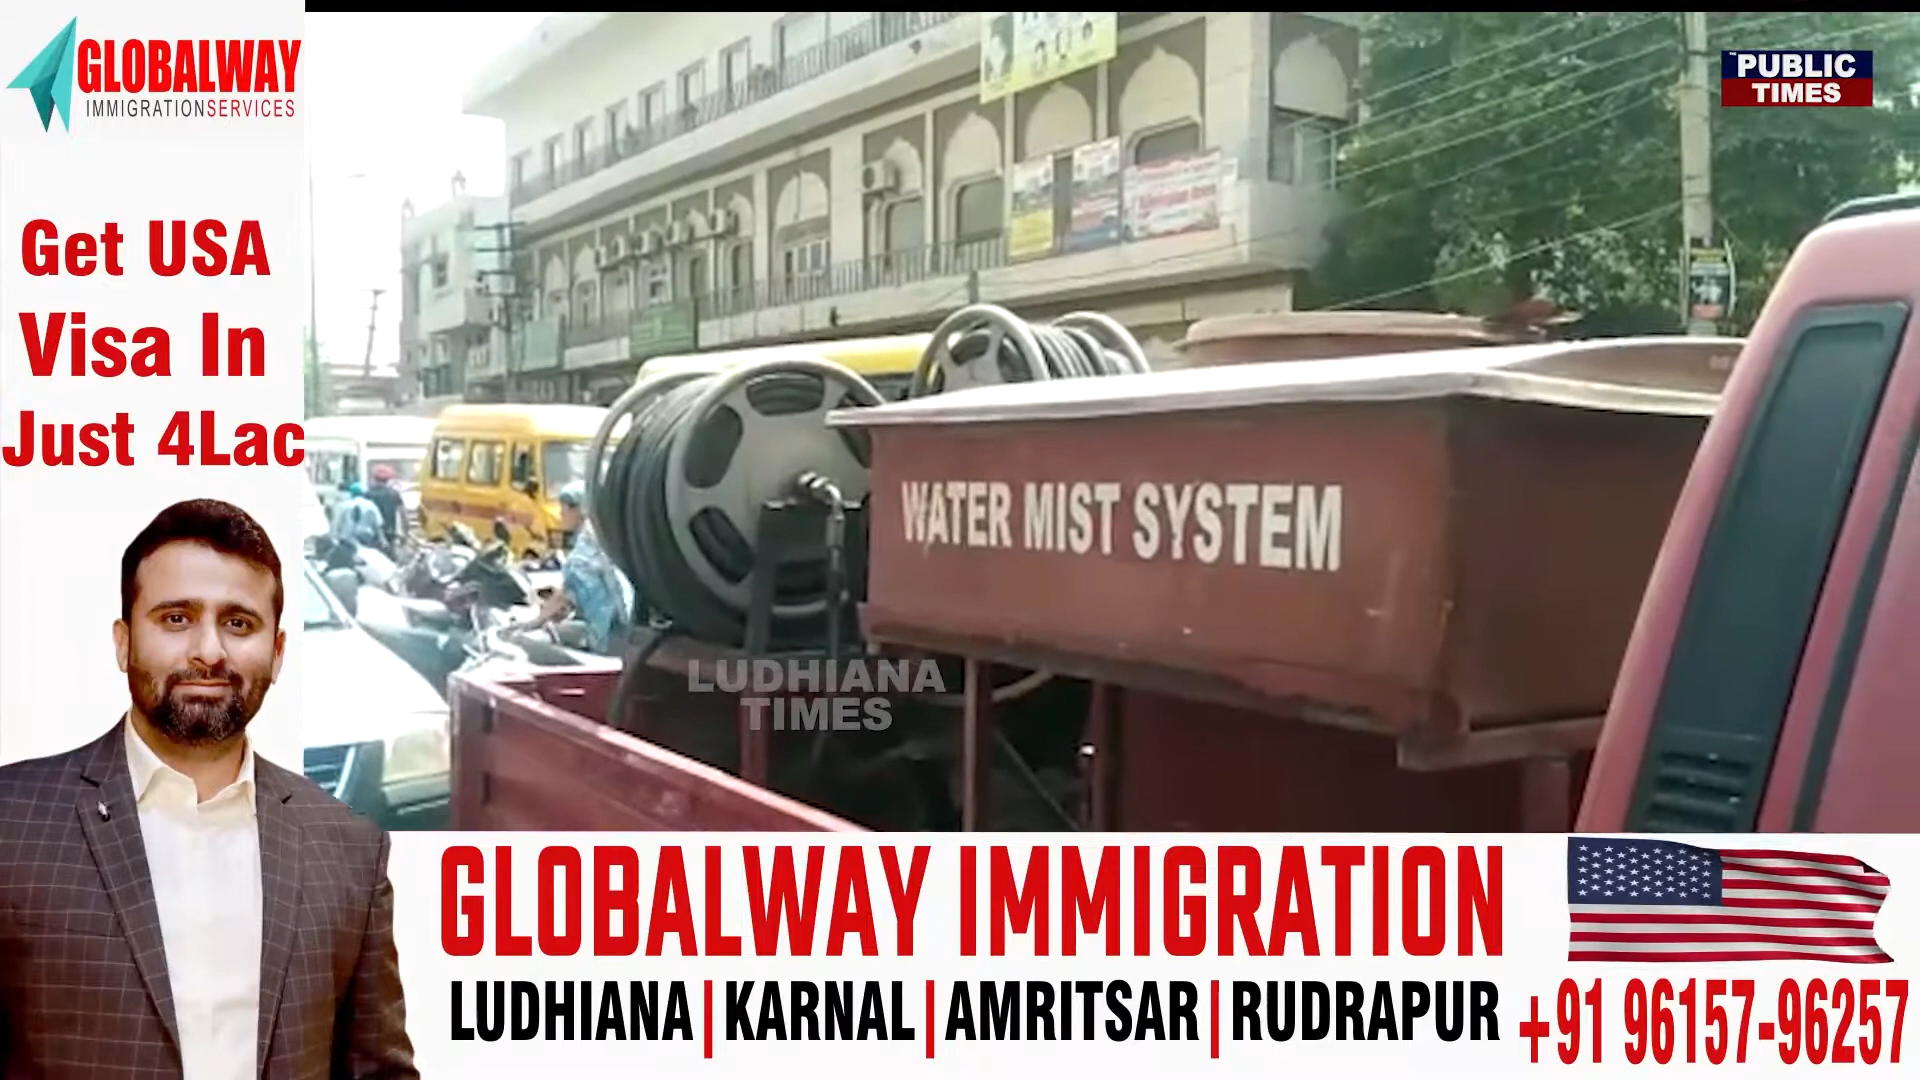 GLOBALWAY
IMMIGRATIONSERVICES
Get USA
Visa In
Just 4Lac
THE
PUBLIC
TIMES
WATER MIST SYSTEM
LUDHIANA
TIMES
GLOBALWAY IMMIGRATION
LUDHIANA|KARNAL|AMRITSAR|RUDRAPUR
+91 96157-96257